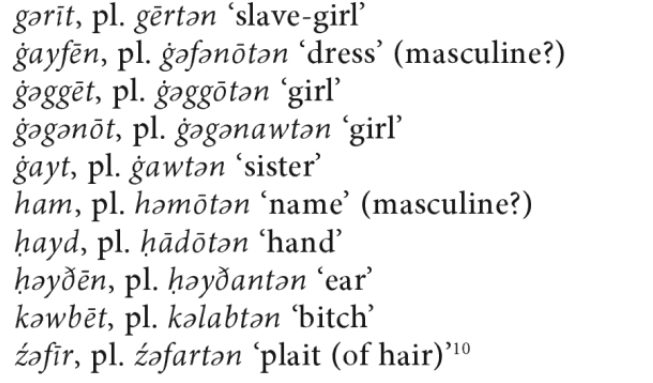 gərīt, pl. gērtən ‘slave-girl’
ġayfēn, pl. ġəfənōtən ‘dress’ (masculine?)
ġəggēt, pl. ġəggōtən ‘girl’
ġəgənōt, pl. ġəgənawtən ‘girl’
ġayt, pl. ġawtən ‘sister’
ham, pl. həmōtən ‘name’ (masculine?)
ḥayd, pl. ḥādōtən ‘hand’
ḥəyðēn, pl. ḥəyðantən ‘ear’
kəwbēt, pl. kəlabtən ‘bitch’
źəfīr, pl. źəfartən ‘plait (of hair)’¹⁰